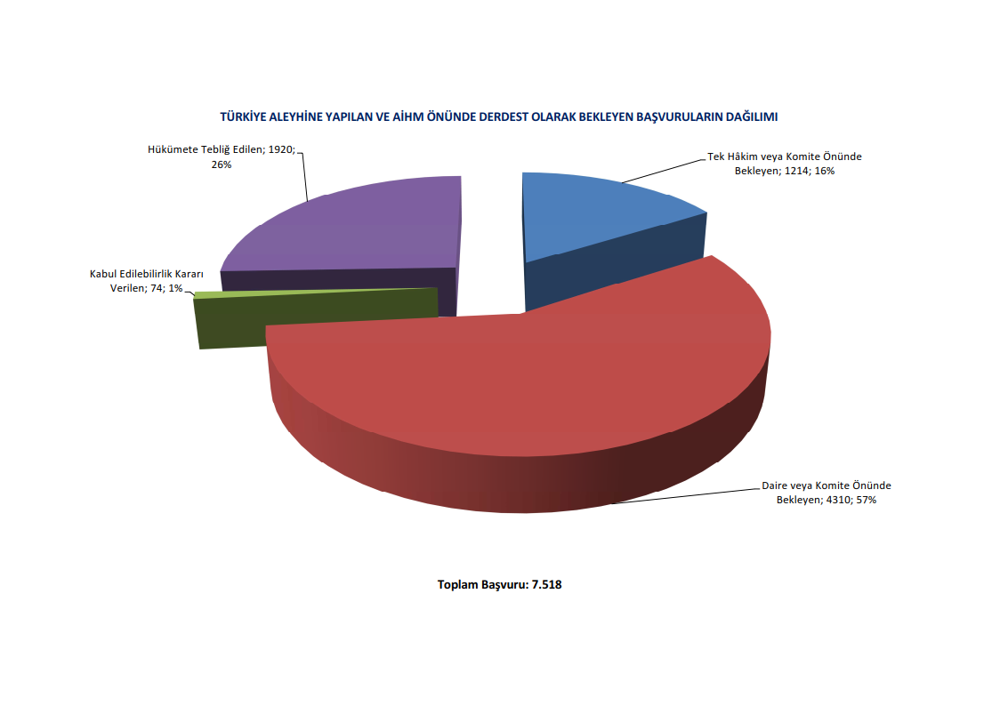 TÜRKİYE ALEYHİNE YAPILAN VE AİHM ÖNÜNDE DERDEST OLARAK BEKLEYEN BAŞVURULARIN DAĞILIMI
Hükümete Tebliğ Edilen; 1920;
26%
Tek Hâkim veya Komite Önünde
Bekleyen; 1214; 16%
Kabul Edilebilirlik Kararı
Verilen; 74; 1%
Daire veya Komite Önünde
Bekleyen; 4310; 57%
Toplam Başvuru: 7.518